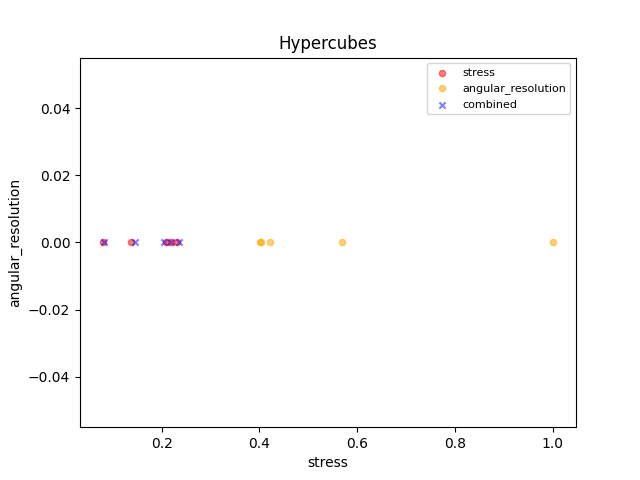 Hypercubes
stress
angular_resolution
combined
0.04
0.02
0.00
−0.02
−0.04
angular_resolution
0.2 0.4 0.6 0.8 1.0
stress